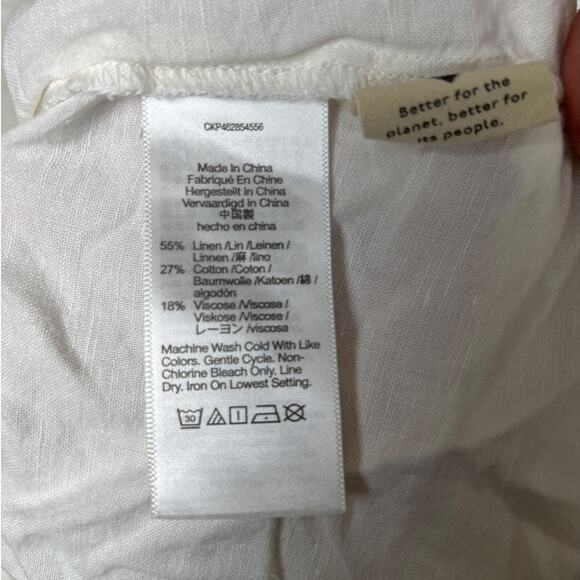 CKP462854556
Made In China
Fabriqué En Chine
Hergestellt In China
Vervaardigd In China
中国製
hecho en china
55% Linen /Lin /Leinen /
Linnen /麻 /lino
27% Cotton /Coton /
Baumwolle /Katoen /綿 /
algodón
18% Viscose /Viscose /
Viskose /Viscose /
レーヨン /viscosa
Machine Wash Cold With Like
Colors. Gentle Cycle. Non-
Chlorine Bleach Only. Line
Dry. Iron On Lowest Setting.
30
Better for the
planet, better for
its people.